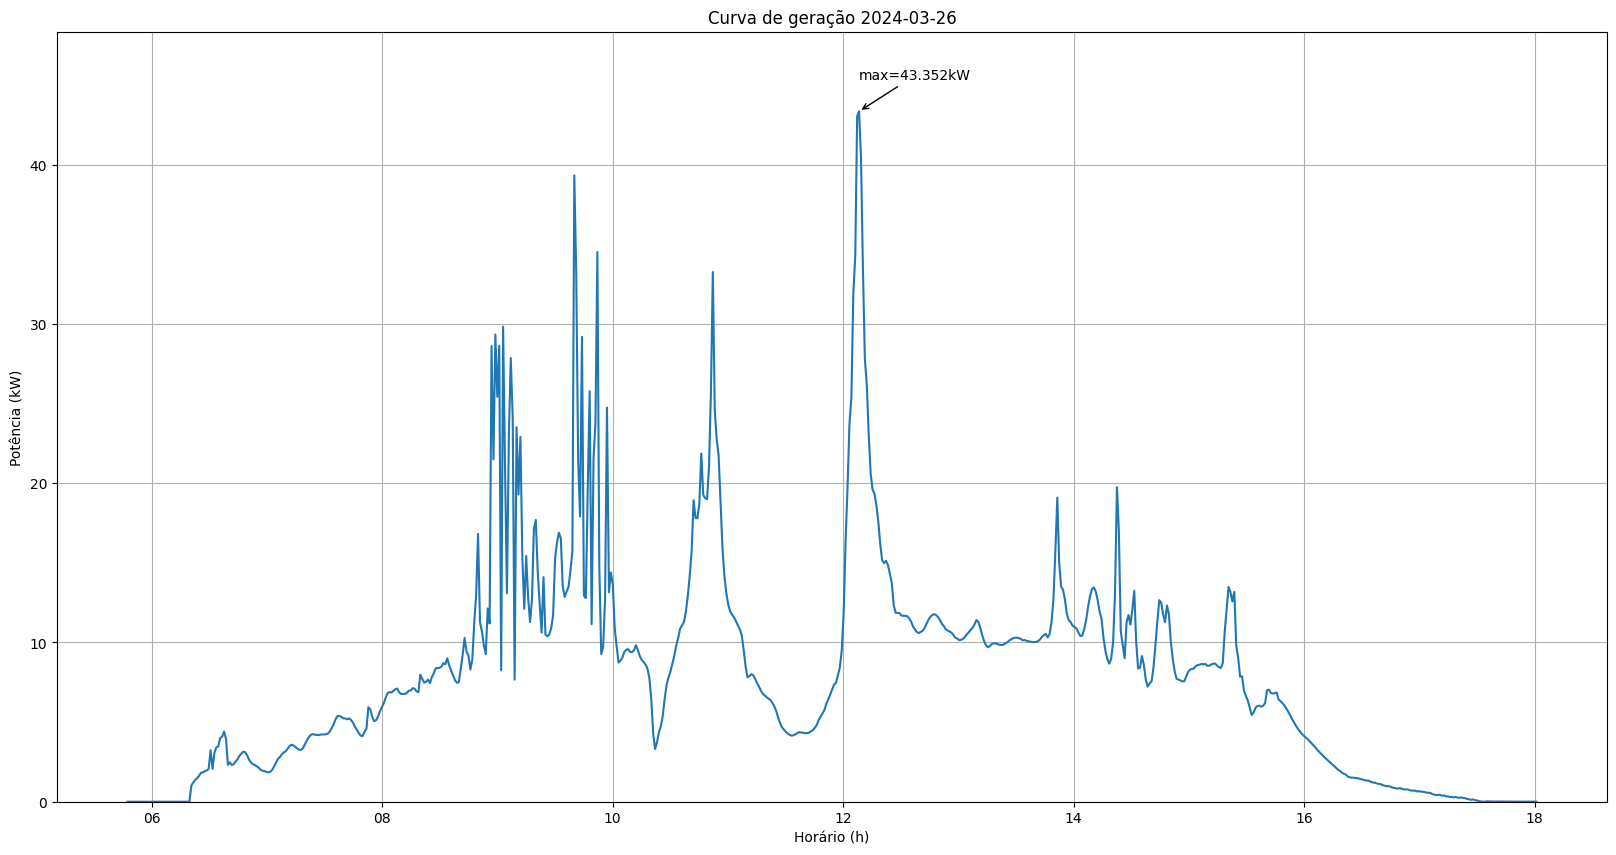 Curva de geração 2024-03-26
max=43.352kW
Potência (kW)
40
30
20
10
0
06 08 10 12 14 16 18
Horário (h)